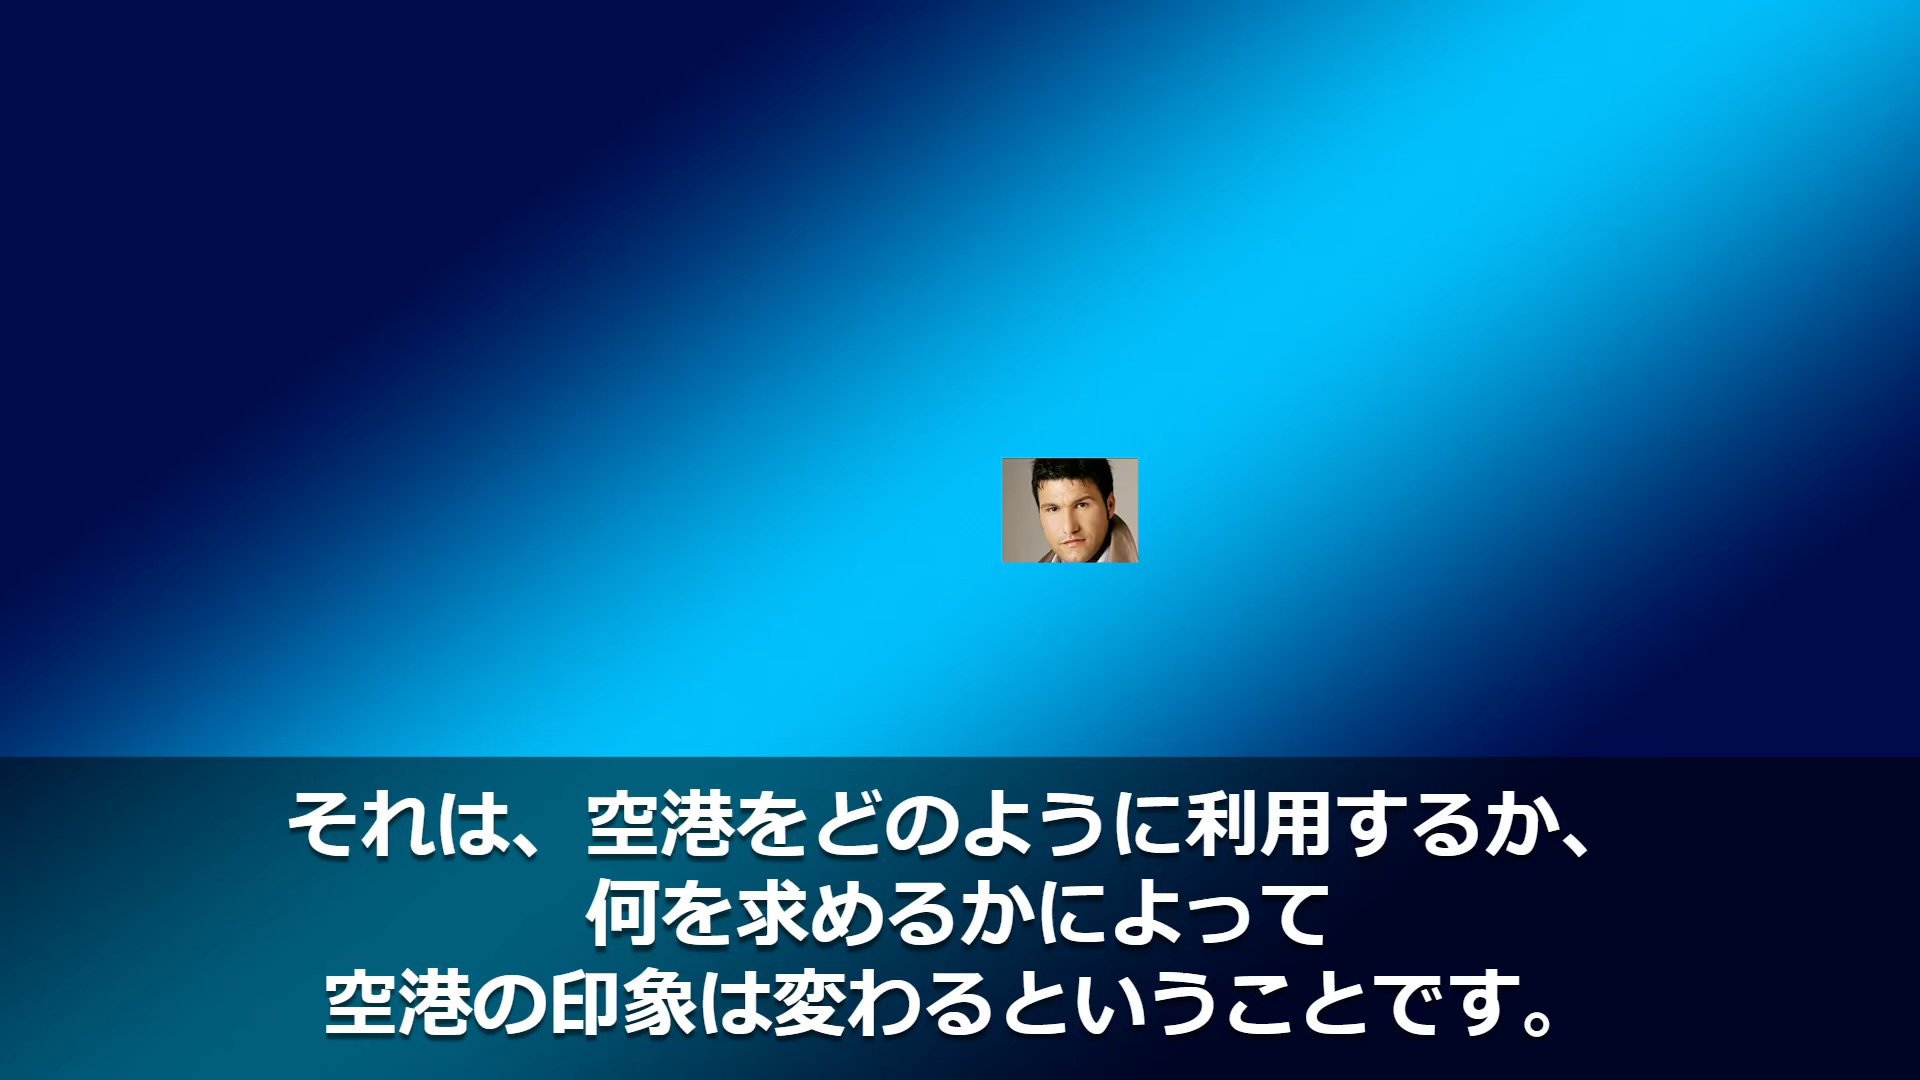 それは、空港をどのように利用するか、
何を求めるかによって
空港の印象は変わるということです。